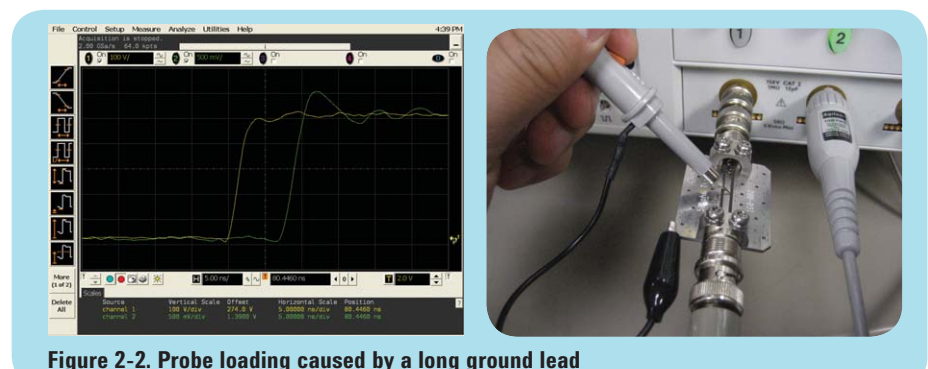 File Control Setup Measure Analyze Utilities Help 4:39 PM
Acquisition is stopped.
2.00 GSa/s 64.0 kpts
1 On 100 V/ 2 On 500 mV/ On On
More
(1 of 2)
Delete
All
H 5.00 ns/ 80.4460 ns 0 T 2.0 V
Scales
Source Vertical Scale Offset Horizontal Scale Position
channel 1 100 V/div 274.0 V 5.00000 ns/div 80.4460 ns
channel 2 500 mV/div 1.3900 V 5.00000 ns/div 80.4460 ns
1
2
Agilent
Figure 2-2. Probe loading caused by a long ground lead